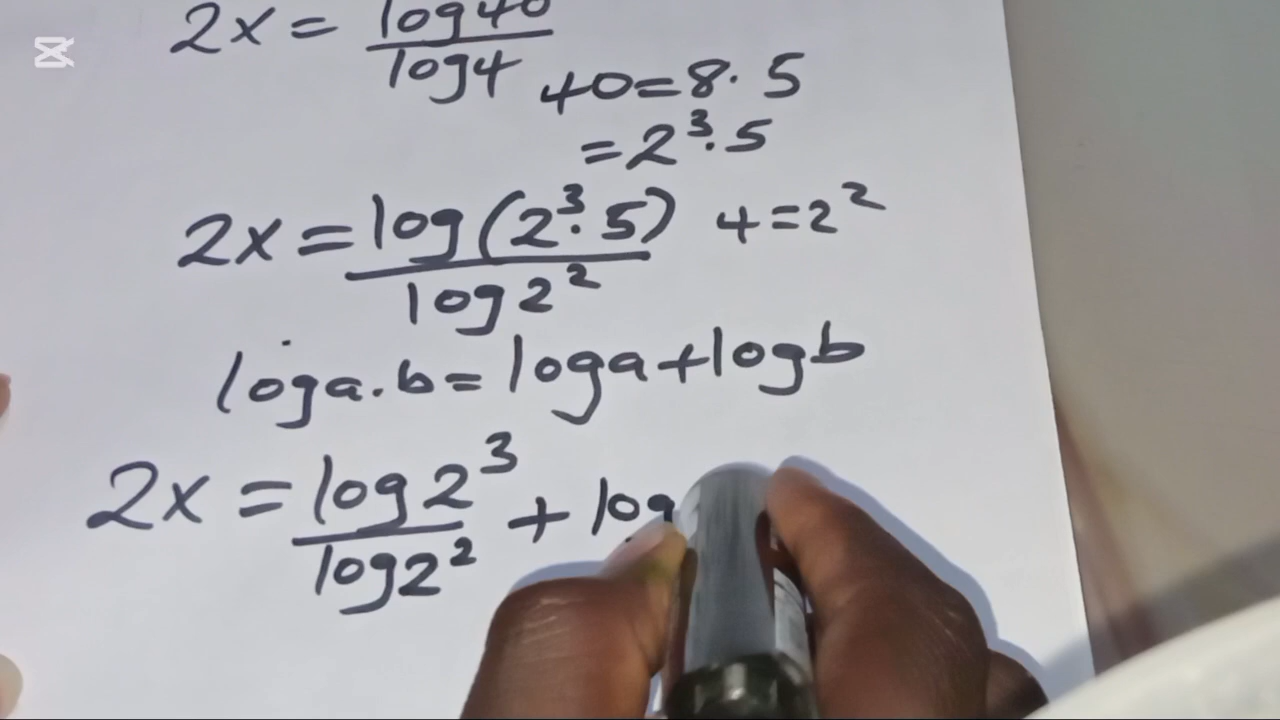 2x = log40/log4
40=8.5
=2³.5
2x = log(2³.5)/log2² 4=2²
loga.b= loga+logb
2x = log2³/log2² + log